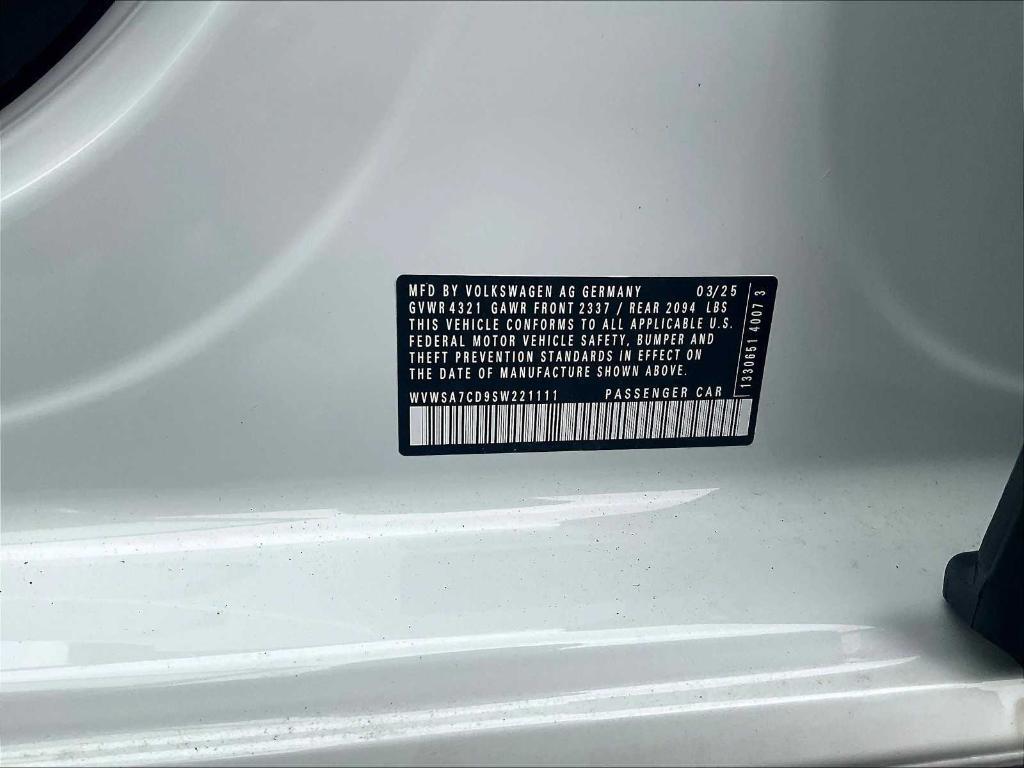 MFD BY VOLKSWAGEN AG GERMANY 03/25
GVWR 4321 GAWR FRONT 2337 / REAR 2094 LBS
THIS VEHICLE CONFORMS TO ALL APPLICABLE U.S.
FEDERAL MOTOR VEHICLE SAFETY, BUMPER AND
THEFT PREVENTION STANDARDS IN EFFECT ON
THE DATE OF MANUFACTURE SHOWN ABOVE.
WVWSA7CD9SW221111 PASSENGER CAR
1330651 4007 3